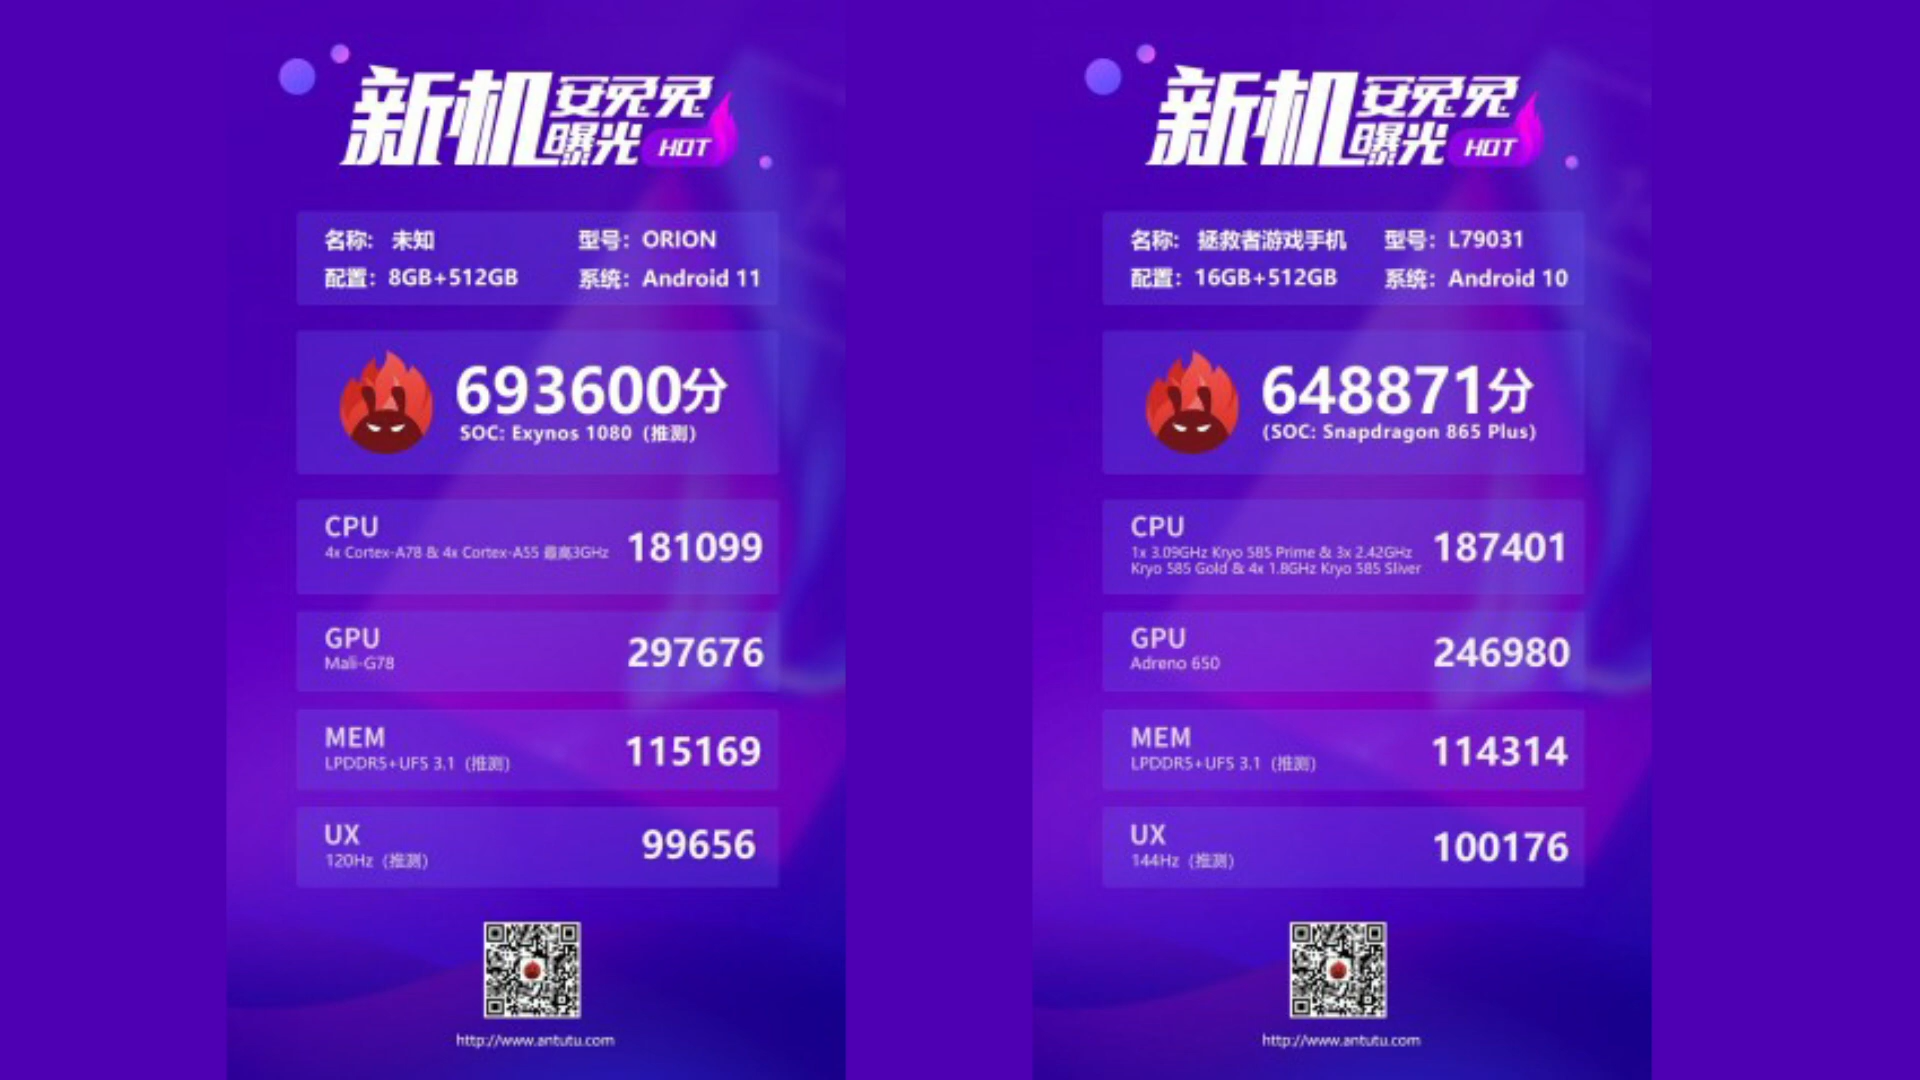 新机 安兔兔
曝光 HOT
名称: 未知 型号: ORION
配置: 8GB+512GB 系统: Android 11
693600分
SOC: Exynos 1080 (推测)
CPU
4x Cortex-A78 & 4x Cortex-A55 最高3GHz
181099
GPU
Mali-G78
297676
MEM
LPDDR5+UFS 3.1 (推测)
115169
UX
120Hz (推测)
99656
http://www.antutu.com
新机 安兔兔
曝光 HOT
名称: 拯救者游戏手机 型号: L79031
配置: 16GB+512GB 系统: Android 10
648871分
(SOC: Snapdragon 865 Plus)
CPU
1x 3.09GHz Kryo 585 Prime & 3x 2.42GHz
Kryo 585 Gold & 4x 1.8GHz Kryo 585 Sliver
187401
GPU
Adreno 650
246980
MEM
LPDDR5+UFS 3.1 (推测)
114314
UX
144Hz (推测)
100176
http://www.antutu.com